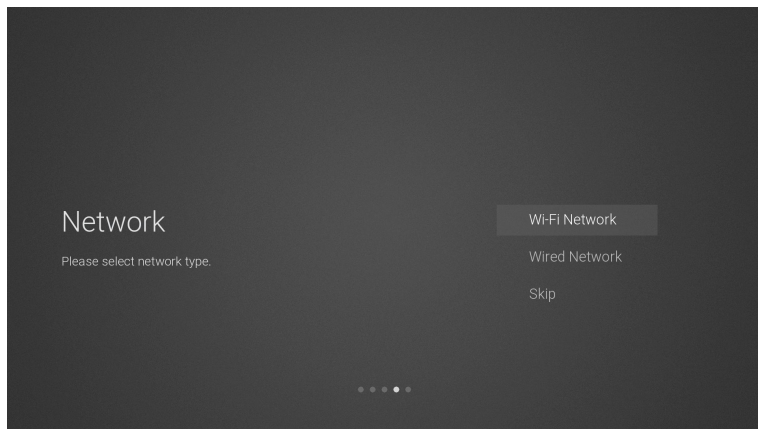 Network
Please select network type.
Wi-Fi Network
Wired Network
Skip